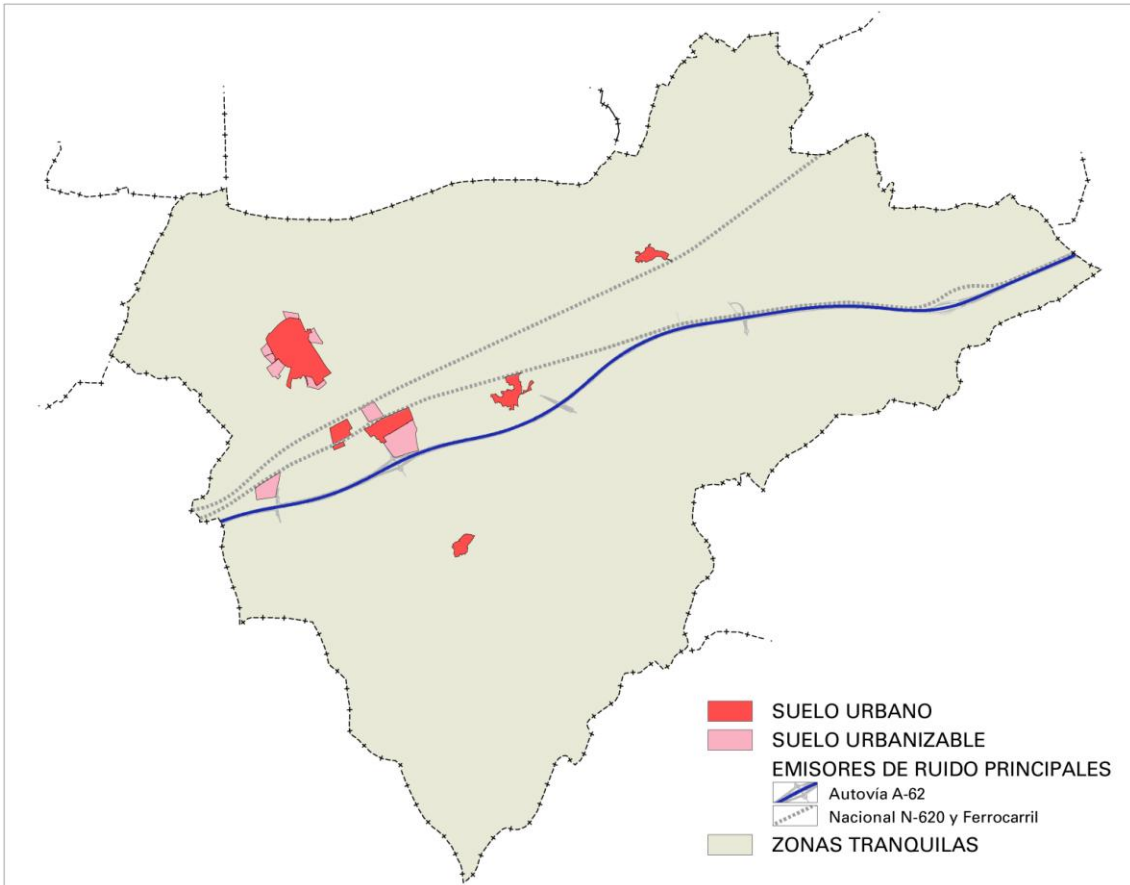 SUELO URBANO
SUELO URBANIZABLE
EMISORES DE RUIDO PRINCIPALES
Autovía A-62
Nacional N-620 y Ferrocarril
ZONAS TRANQUILAS